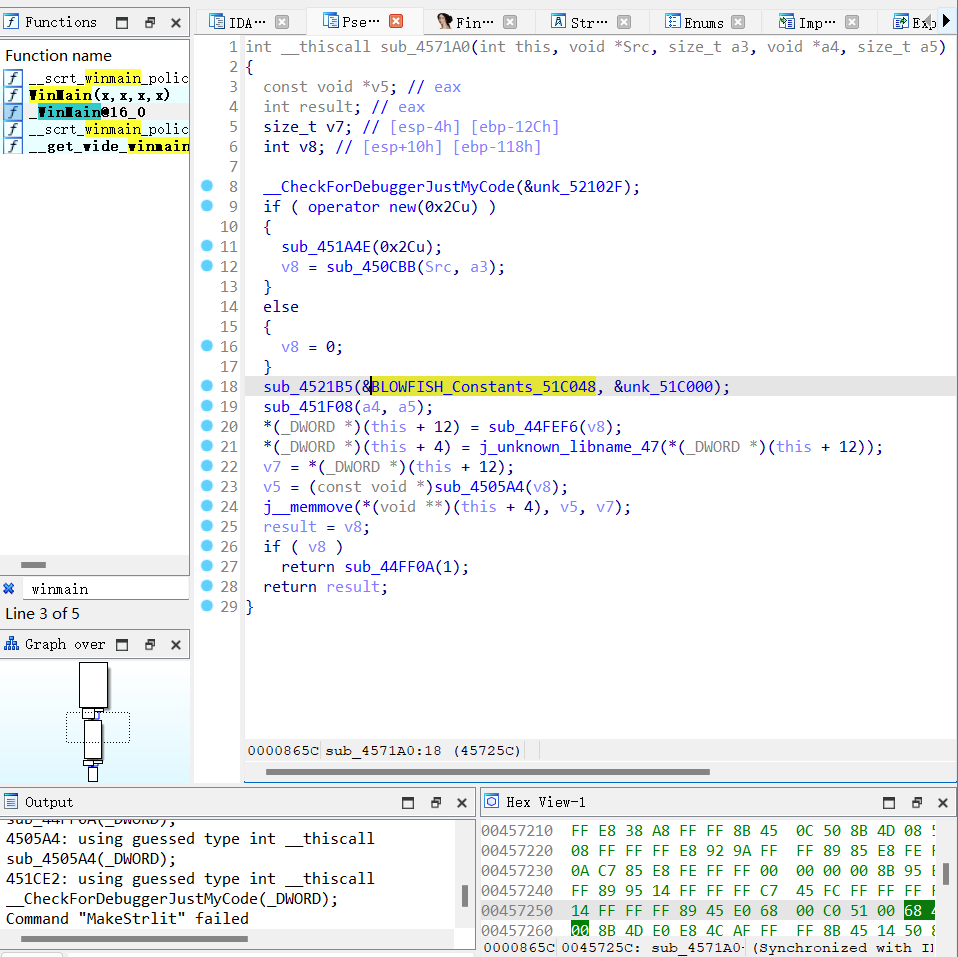 Functions
Function name
__scrt_winmain_polic
WinMain(x,x,x,x)
_WinMain@16_0
__scrt_winmain_polic
__get_wide_winmain
winmain
Line 3 of 5
Graph over
IDA···
Pse···
Fin···
Str···
Enums
Imp···
Exp
1 int __thiscall sub_4571A0(int this, void *Src, size_t a3, void *a4, size_t a5)
2 {
3 const void *v5; // eax
4 int result; // eax
5 size_t v7; // [esp-4h] [ebp-12Ch]
6 int v8; // [esp+10h] [ebp-118h]
7
8 __CheckForDebuggerJustMyCode(&unk_52102F);
9 if ( operator new(0x2Cu) )
10 {
11 sub_451A4E(0x2Cu);
12 v8 = sub_450CBB(Src, a3);
13 }
14 else
15 {
16 v8 = 0;
17 }
18 sub_4521B5(&BLOWFISH_Constants_51C048, &unk_51C000);
19 sub_451F08(a4, a5);
20 *(_DWORD *)(this + 12) = sub_44FEF6(v8);
21 *(_DWORD *)(this + 4) = j_unknown_libname_47(*(_DWORD *)(this + 12));
22 v7 = *(_DWORD *)(this + 12);
23 v5 = (const void *)sub_4505A4(v8);
24 j__memmove(*(void **)(this + 4), v5, v7);
25 result = v8;
26 if ( v8 )
27 return sub_44FF0A(1);
28 return result;
29 }
0000865C sub_4571A0:18 (45725C)
Output
sub_44FF0A(_DWORD);
4505A4: using guessed type int __thiscall
sub_4505A4(_DWORD);
451CE2: using guessed type int __thiscall
__CheckForDebuggerJustMyCode(_DWORD);
Command "MakeStrlit" failed
Hex View-1
00457210 FF E8 38 A8 FF FF 8B 45 0C 50 8B 4D 08
00457220 08 FF FF FF E8 92 9A FF FF 89 85 E8 FE
00457230 0A C7 85 E8 FE FF FF 00 00 00 00 8B 95
00457240 FF 89 95 14 FF FF FF C7 45 FC FF FF FF
00457250 14 FF FF FF 89 45 E0 68 00 C0 51 00 68
00457260 00 8B 4D E0 E8 4C AF FF FF 8B 45 14 50
0000865C 0045725C: sub_4571A0- (Synchronized with